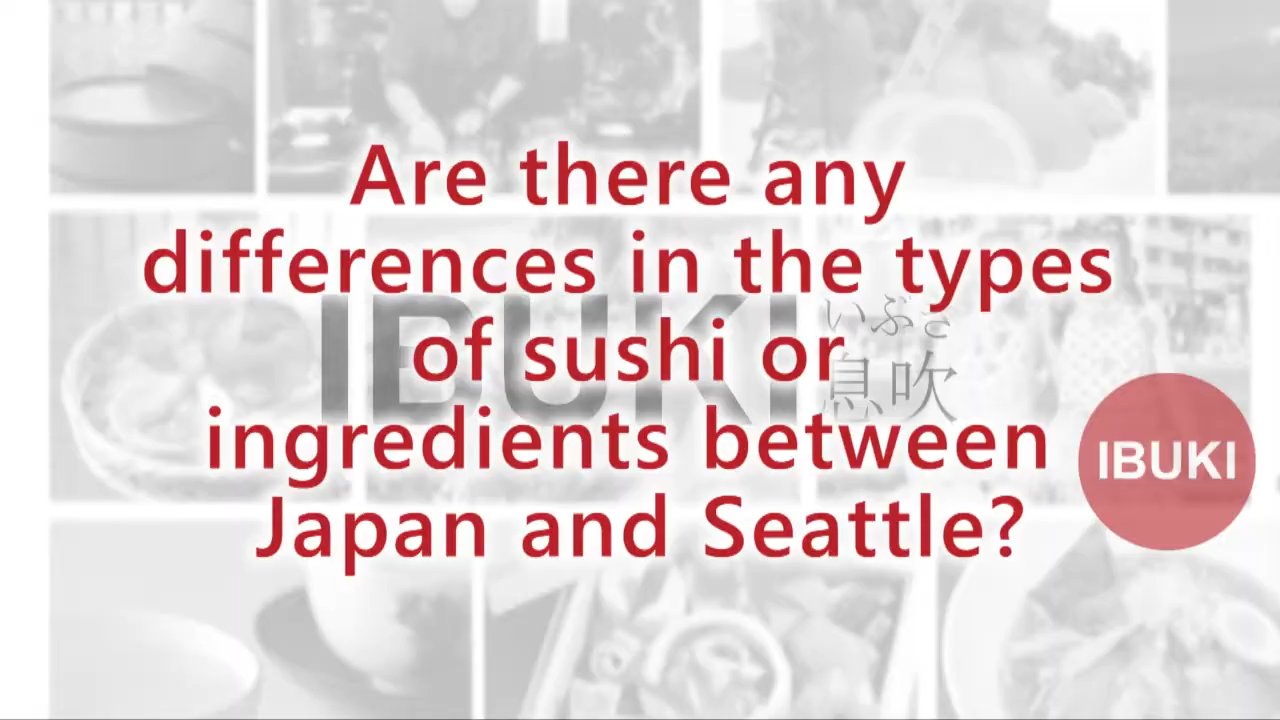 Are there any
differences in the types
of sushi or
ingredients between
Japan and Seattle?
IBUKI
いぶき
息吹
IBUKI